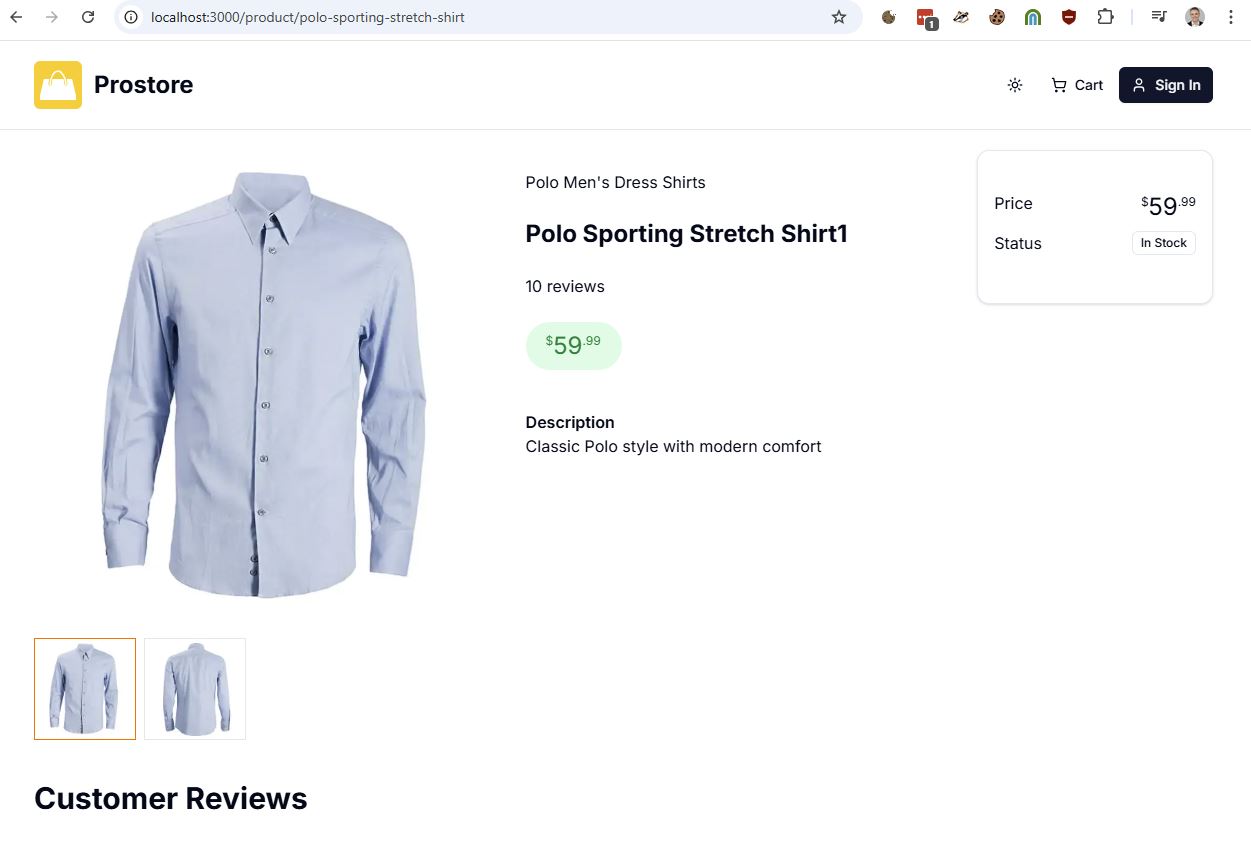 localhost:3000/product/polo-sporting-stretch-shirt
1
Prostore
Cart
Sign In
Polo Men's Dress Shirts
Polo Sporting Stretch Shirt1
10 reviews
$59.99
Description
Classic Polo style with modern comfort
Price $59.99
Status In Stock
Customer Reviews